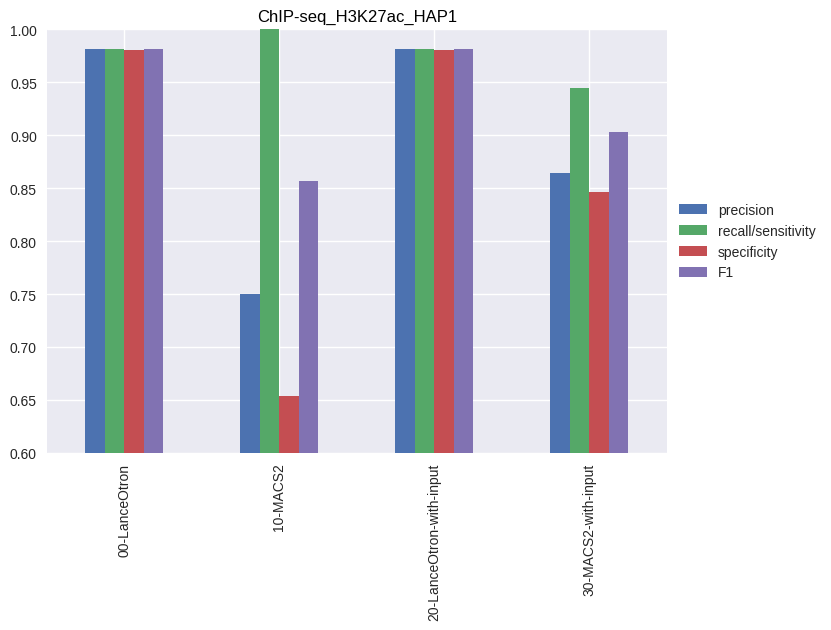 ChIP-seq_H3K27ac_HAP1
1.00
0.95
0.90
0.85
0.80
0.75
0.70
0.65
0.60
00-LanceOtron
10-MACS2
20-LanceOtron-with-input
30-MACS2-with-input
precision
recall/sensitivity
specificity
F1